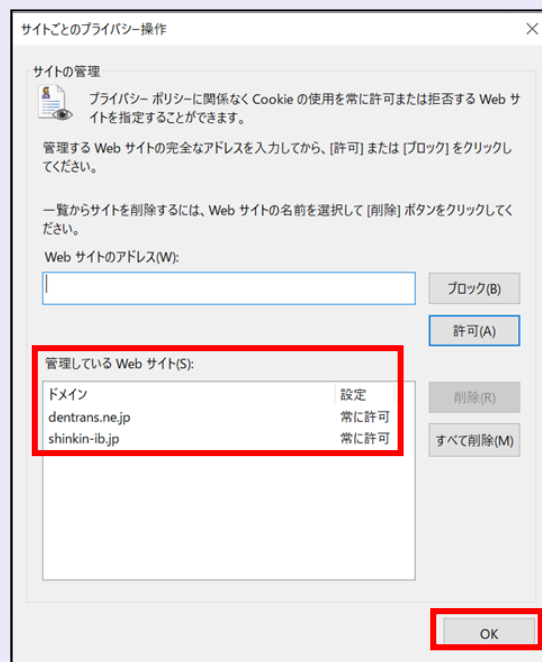 サイトごとのプライバシー操作
サイトの管理
プライバシー ポリシーに関係なく Cookie の使用を常に許可または拒否する Web サ
イトを指定することができます。
管理する Web サイトの完全なアドレスを入力してから、[許可] または [ブロック] をクリックし
てください。
一覧からサイトを削除するには、Web サイトの名前を選択して [削除] ボタンをクリックしてく
ださい。
Web サイトのアドレス(W):
ブロック(B)
許可(A)
管理している Web サイト(S):
ドメイン 設定
dentrans.ne.jp 常に許可
shinkin-ib.jp 常に許可
削除(R)
すべて削除(M)
OK